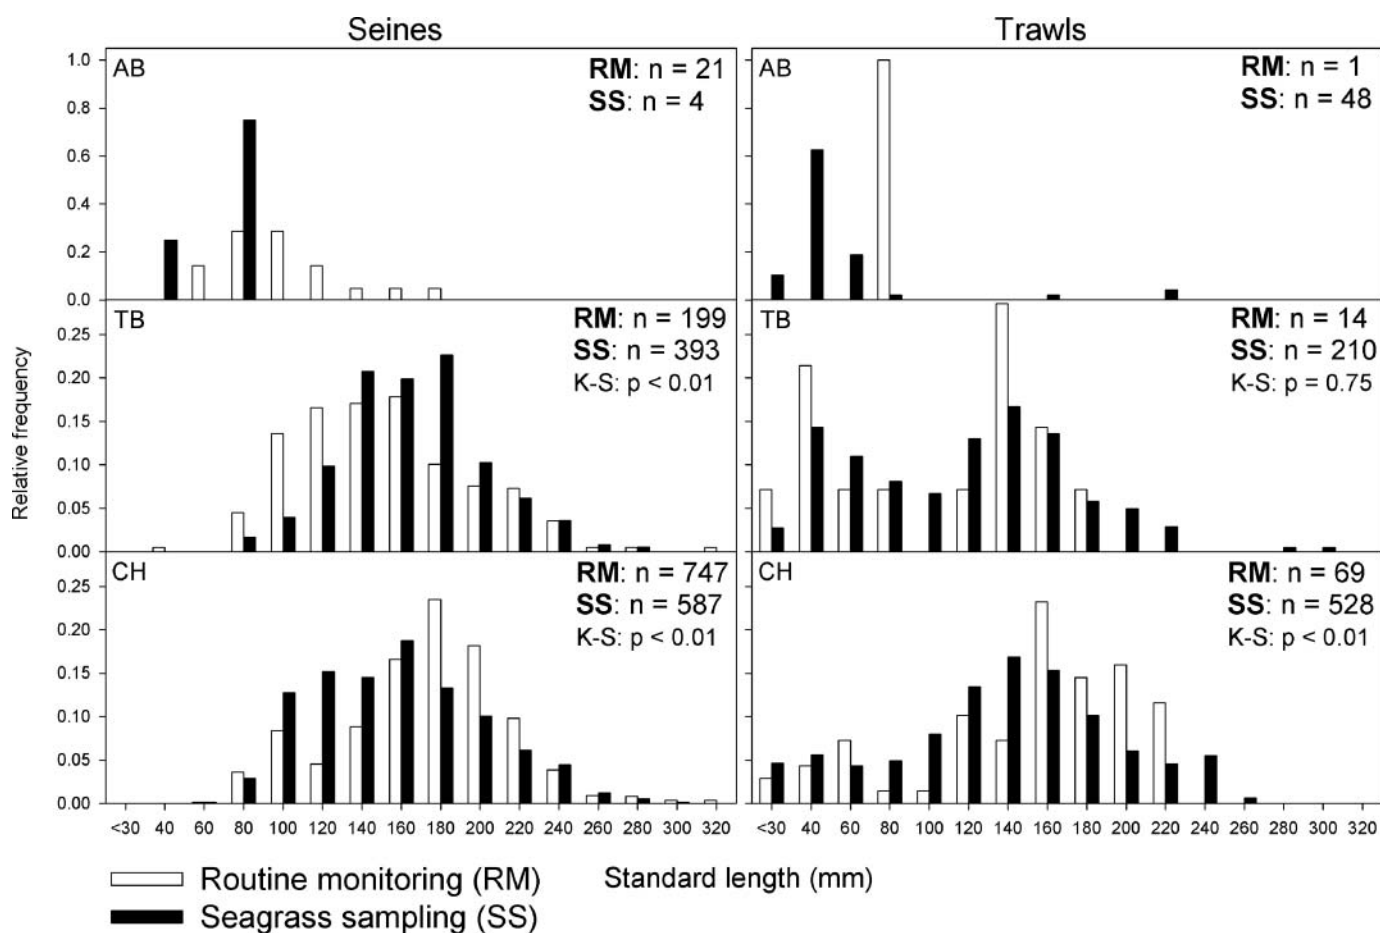 Seines
Trawls
Relative frequency
AB
RM: n = 21
SS: n = 4
1.0
0.8
0.6
0.4
0.2
0.0
AB
RM: n = 1
SS: n = 48
TB
RM: n = 199
SS: n = 393
K-S: p < 0.01
0.25
0.20
0.15
0.10
0.05
0.00
TB
RM: n = 14
SS: n = 210
K-S: p = 0.75
CH
RM: n = 747
SS: n = 587
K-S: p < 0.01
0.25
0.20
0.15
0.10
0.05
0.00
CH
RM: n = 69
SS: n = 528
K-S: p < 0.01
<30 40 60 80 100 120 140 160 180 200 220 240 260 280 300 320
<30 40 60 80 100 120 140 160 180 200 220 240 260 280 300 320
Standard length (mm)
Routine monitoring (RM)
Seagrass sampling (SS)